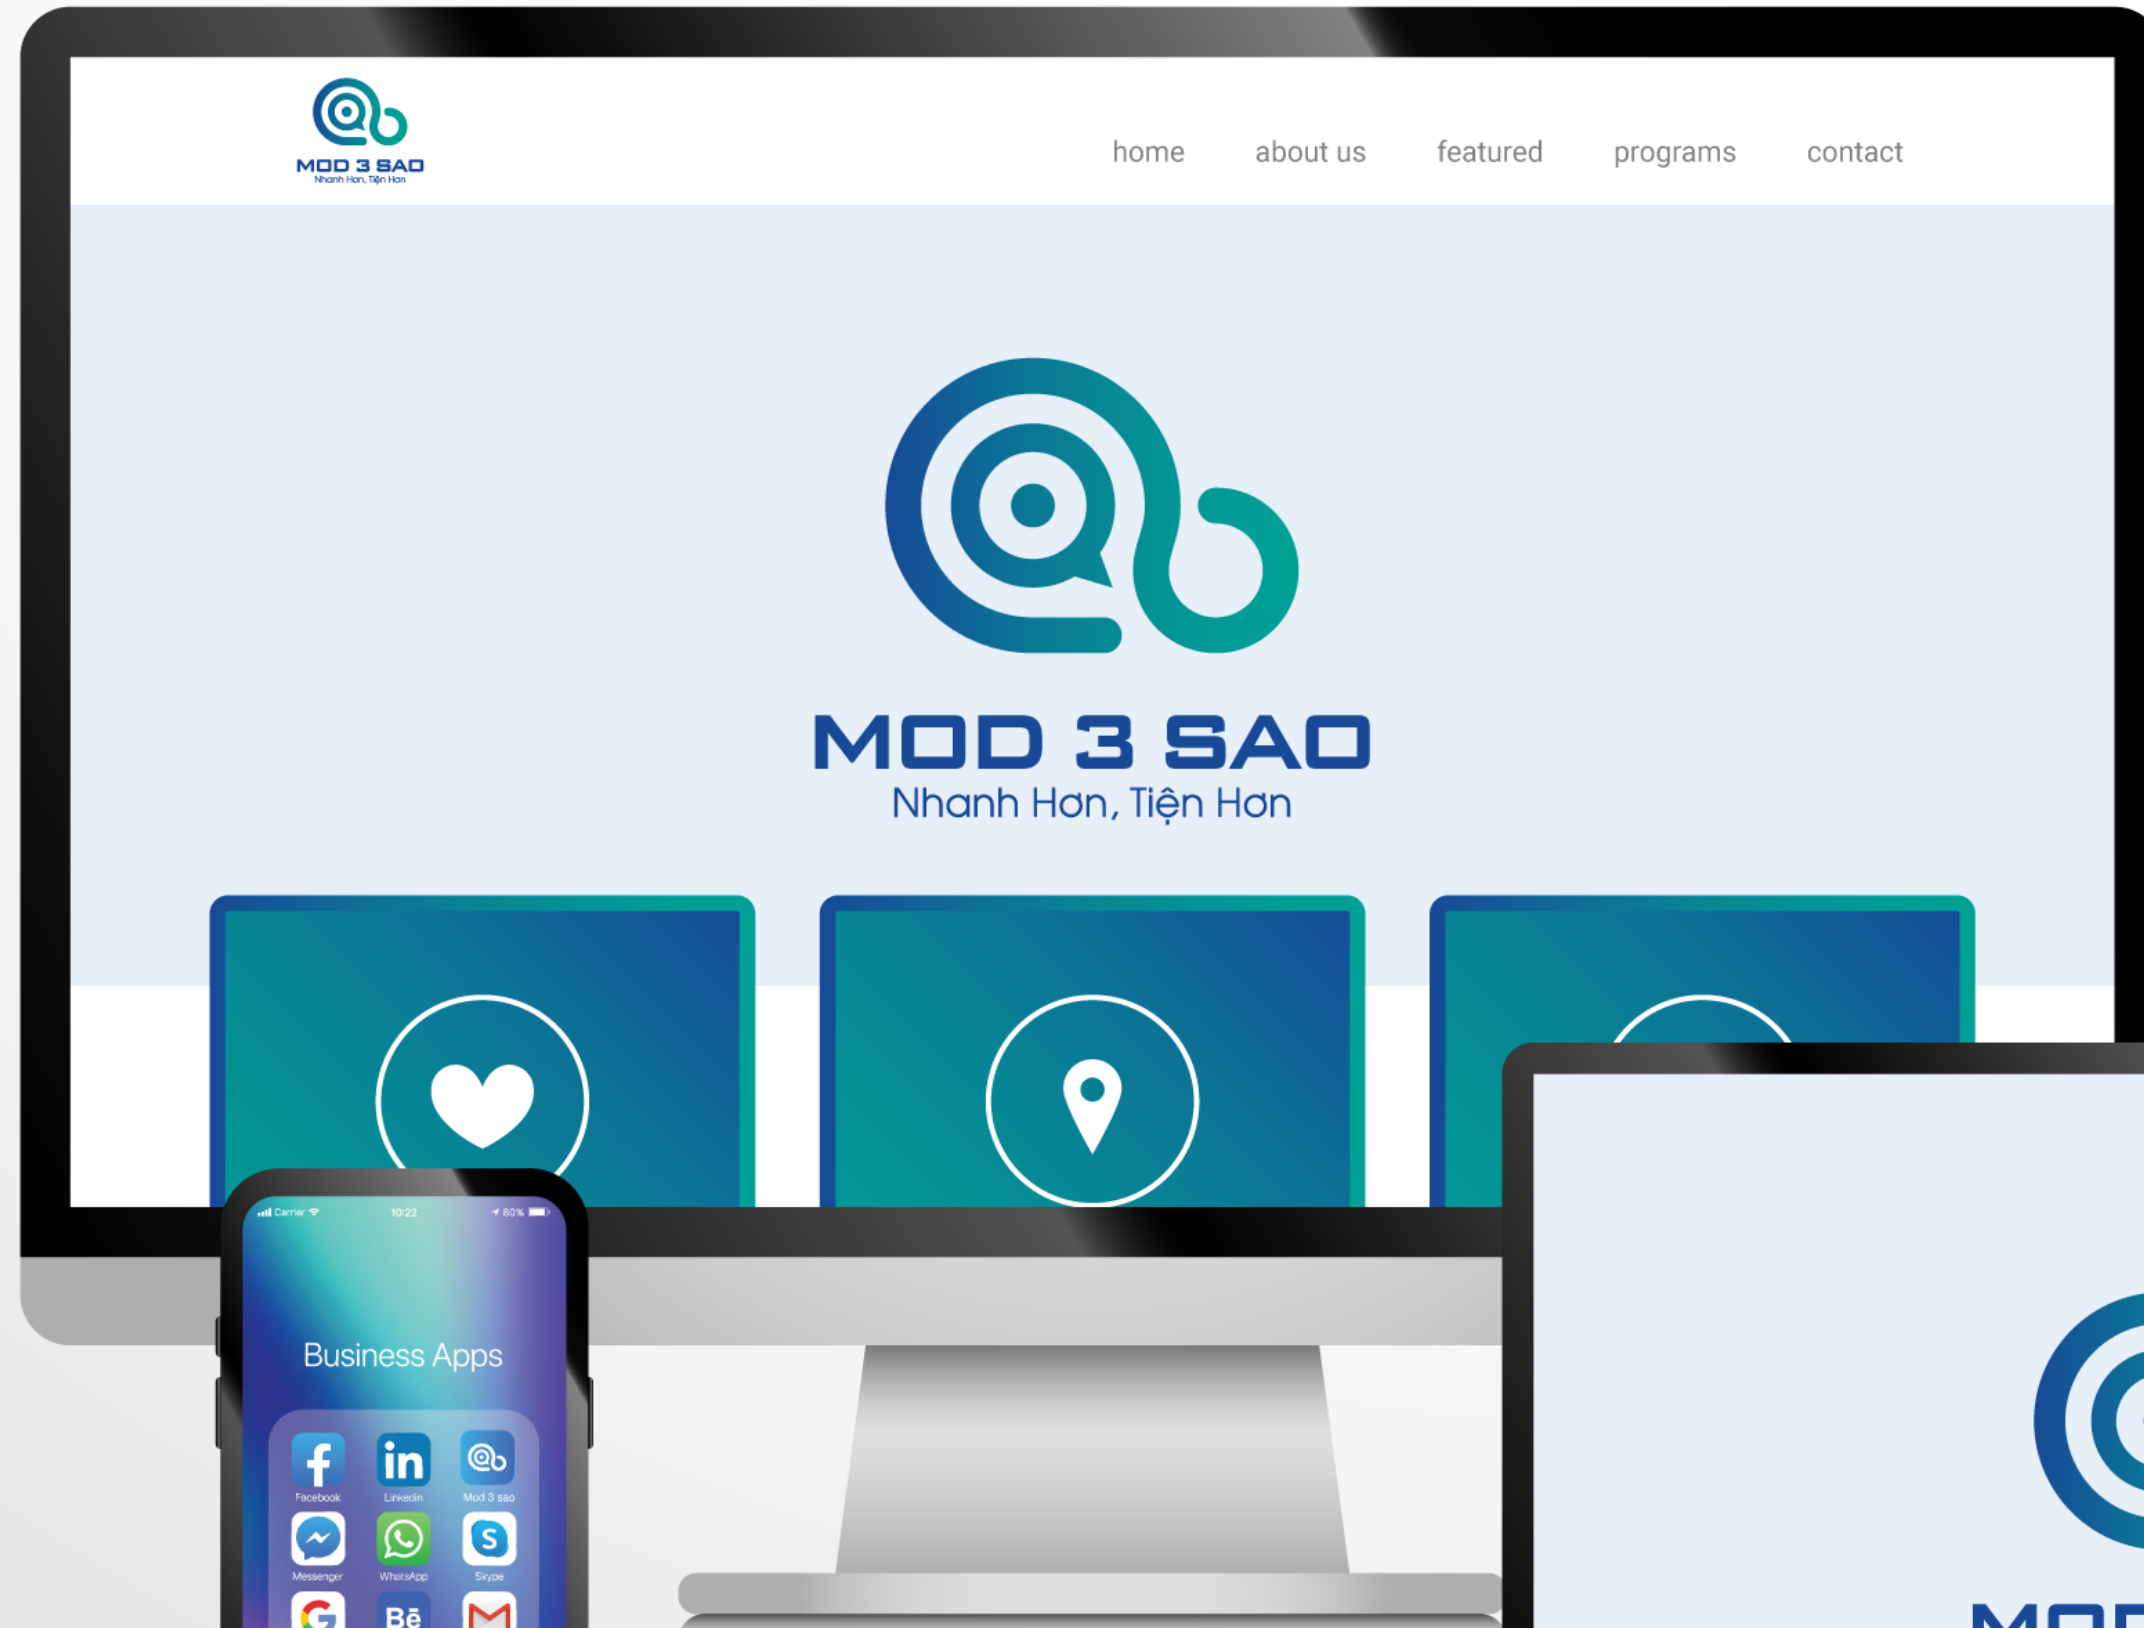 MOD 3 SAO
Nhanh Hơn, Tiện Hơn
home about us featured programs contact
MOD 3 SAO
Nhanh Hơn, Tiện Hơn
Carrier 10:22 80%
Business Apps
Facebook Linkedin Mod 3 sao
Messenger WhatsApp Skype
Bē